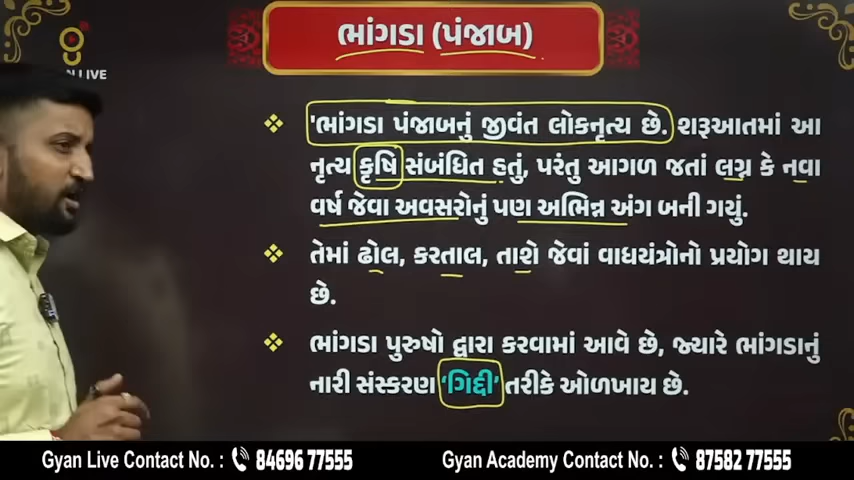 ભાંગડા (પંજાબ)
N LIVE
'ભાંગડા પંજાબનું જીવંત લોકનૃત્ય છે. શરૂઆતમાં આ
નૃત્ય કૃષિ સંબંધિત હતું, પરંતુ આગળ જતાં લગ્ન કે નવા
વર્ષ જેવા અવસરોનું પણ અભિન્ન અંગ બની ગયું.
તેમાં ઢોલ, કરતાલ, તાશે જેવાં વાધયંત્રોનો પ્રયોગ થાય
છે.
ભાંગડા પુરુષો દ્વારા કરવામાં આવે છે, જ્યારે ભાંગડાનું
નારી સંસ્કરણ ‘ગિદ્દી’ તરીકે ઓળખાય છે.
Gyan Live Contact No. : 84696 77555
Gyan Academy Contact No. : 87582 77555